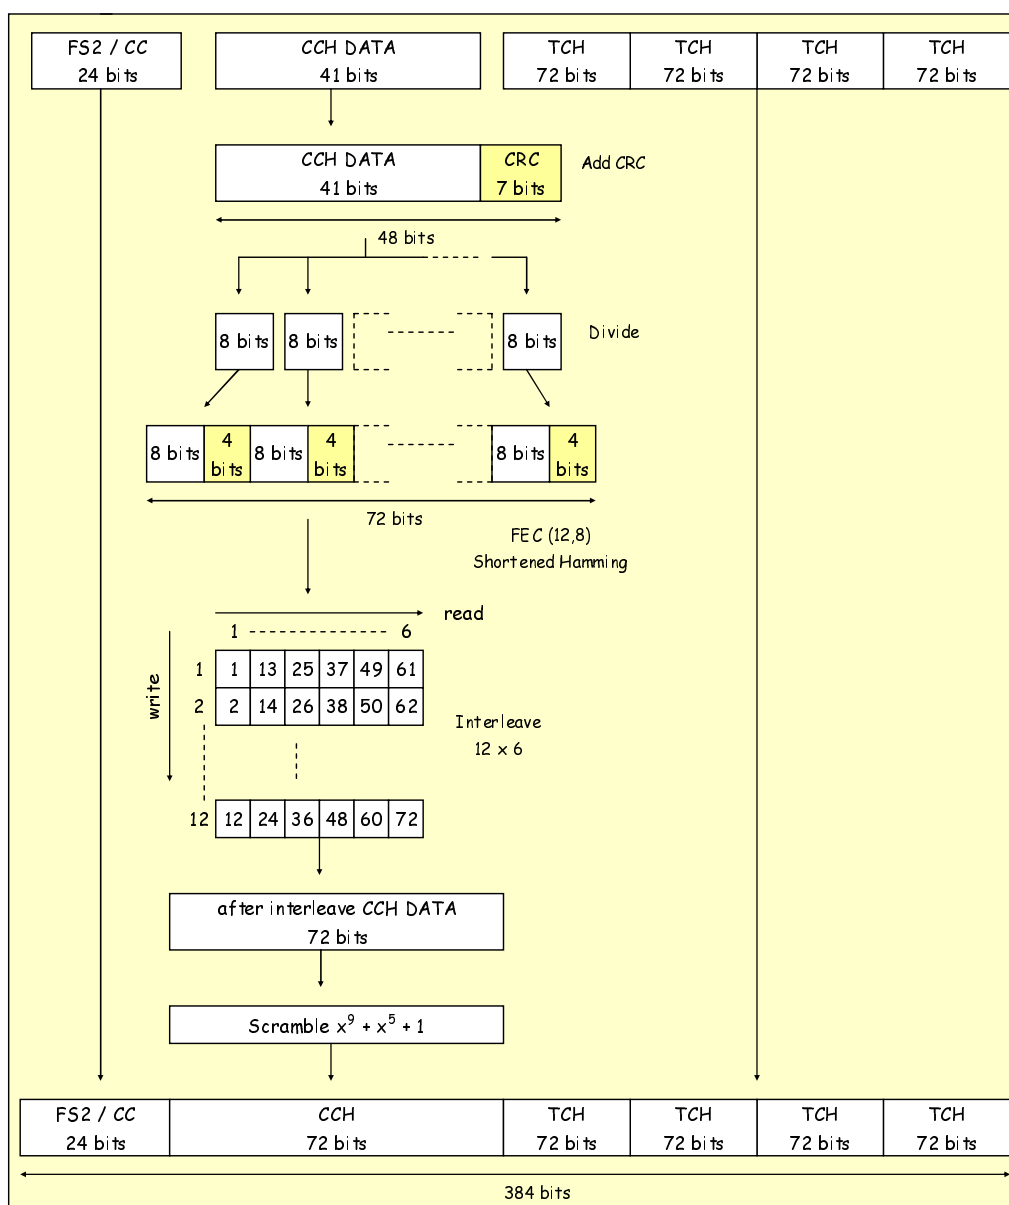 FS2 / CC
24 bits
CCH DATA
41 bits
TCH
72 bits
TCH
72 bits
TCH
72 bits
TCH
72 bits
CCH DATA
41 bits
CRC
7 bits
Add CRC
48 bits
8 bits
8 bits
8 bits
Divide
8 bits
4
bits
8 bits
4
bits
8 bits
4
bits
72 bits
FEC (12,8)
Shortened Hamming
read
1 6
write
1 1 13 25 37 49 61
2 2 14 26 38 50 62
Interleave
12 x 6
12 12 24 36 48 60 72
after interleave CCH DATA
72 bits
Scramble x⁹ + x⁵ + 1
FS2 / CC
24 bits
CCH
72 bits
TCH
72 bits
TCH
72 bits
TCH
72 bits
TCH
72 bits
384 bits